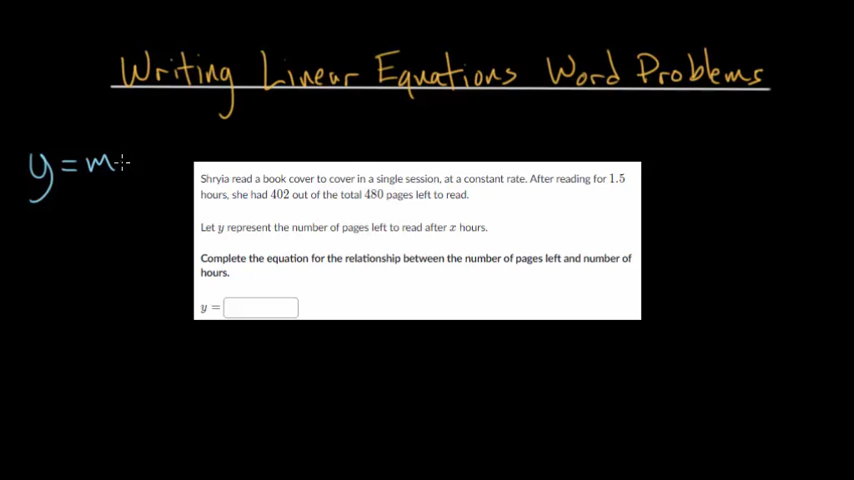 Writing Linear Equations Word Problems
y = m
Shryia read a book cover to cover in a single session, at a constant rate. After reading for 1.5
hours, she had 402 out of the total 480 pages left to read.
Let y represent the number of pages left to read after x hours.
Complete the equation for the relationship between the number of pages left and number of
hours.
y =